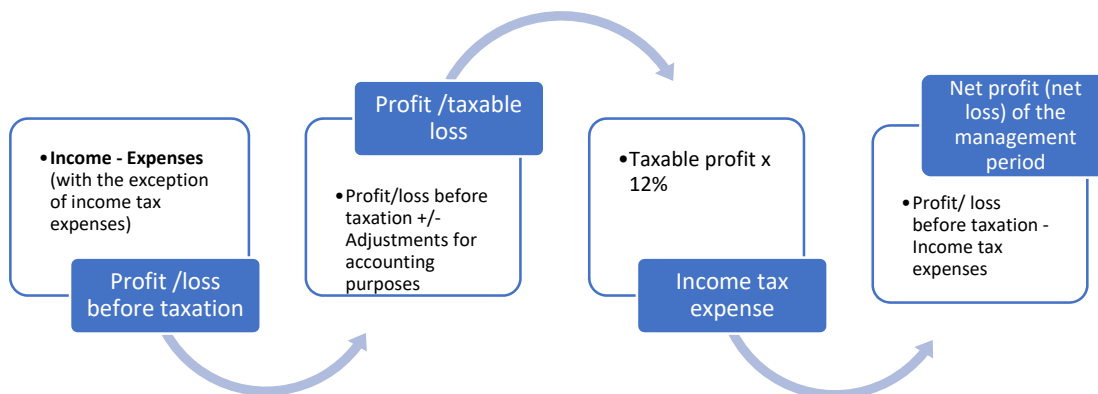 •Income - Expenses
(with the exception
of income tax
expenses)
Profit /loss
before taxation
Profit /taxable
loss
•Profit/loss before
taxation +/-
Adjustments for
accounting
purposes
•Taxable profit x
12%
Income tax
expense
Net profit (net
loss) of the
management
period
•Profit/ loss
before taxation -
Income tax
expenses